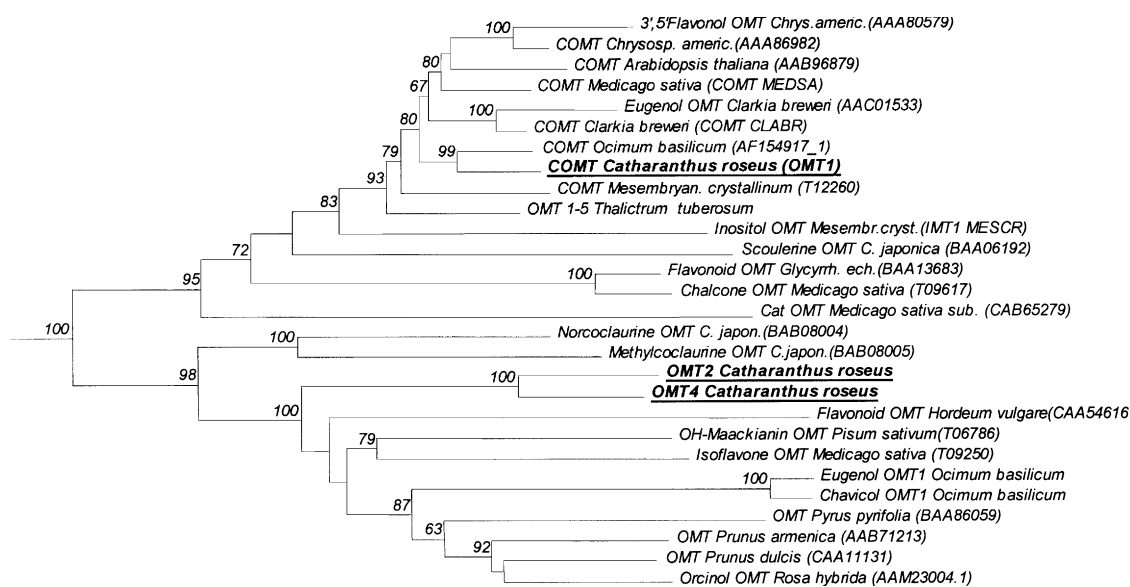 3',5'Flavonol OMT Chrys.americ.(AAA80579)
100
COMT Chrysosp. americ.(AAA86982)
80
COMT Arabidopsis thaliana (AAB96879)
67
COMT Medicago sativa (COMT MEDSA)
100
Eugenol OMT Clarkia breweri (AAC01533)
80
COMT Clarkia breweri (COMT CLABR)
99
COMT Ocimum basilicum (AF154917_1)
79
COMT Catharanthus roseus (OMT1)
93
COMT Mesembryan. crystallinum (T12260)
83
OMT 1-5 Thalictrum tuberosum
Inositol OMT Mesembr.cryst.(IMT1 MESCR)
72
Scoulerine OMT C. japonica (BAA06192)
95
100
Flavonoid OMT Glycyrrh. ech.(BAA13683)
Chalcone OMT Medicago sativa (T09617)
Cat OMT Medicago sativa sub. (CAB65279)
100
100
Norcoclaurine OMT C. japon.(BAB08004)
Methylcoclaurine OMT C.japon.(BAB08005)
98
100
OMT2 Catharanthus roseus
OMT4 Catharanthus roseus
100
Flavonoid OMT Hordeum vulgare(CAA54616
79
OH-Maackianin OMT Pisum sativum(T06786)
Isoflavone OMT Medicago sativa (T09250)
100
Eugenol OMT1 Ocimum basilicum
Chavicol OMT1 Ocimum basilicum
87
OMT Pyrus pyrifolia (BAA86059)
63
OMT Prunus armenica (AAB71213)
92
OMT Prunus dulcis (CAA11131)
Orcinol OMT Rosa hybrida (AAM23004.1)